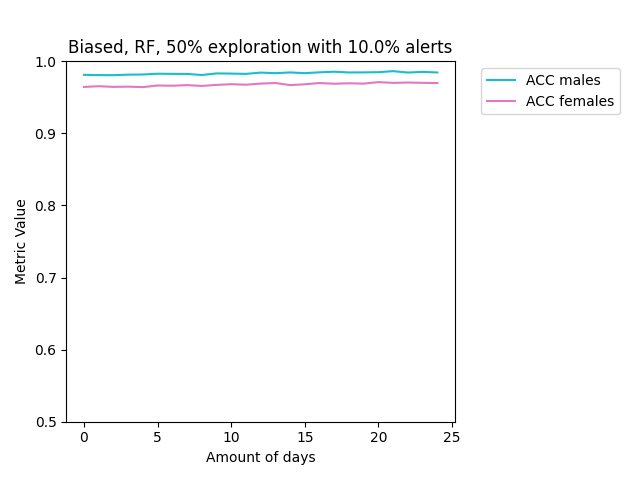 Biased, RF, 50% exploration with 10.0% alerts
1.0
0.9
0.8
0.7
0.6
0.5
Metric Value
0 5 10 15 20 25
Amount of days
ACC males
ACC females